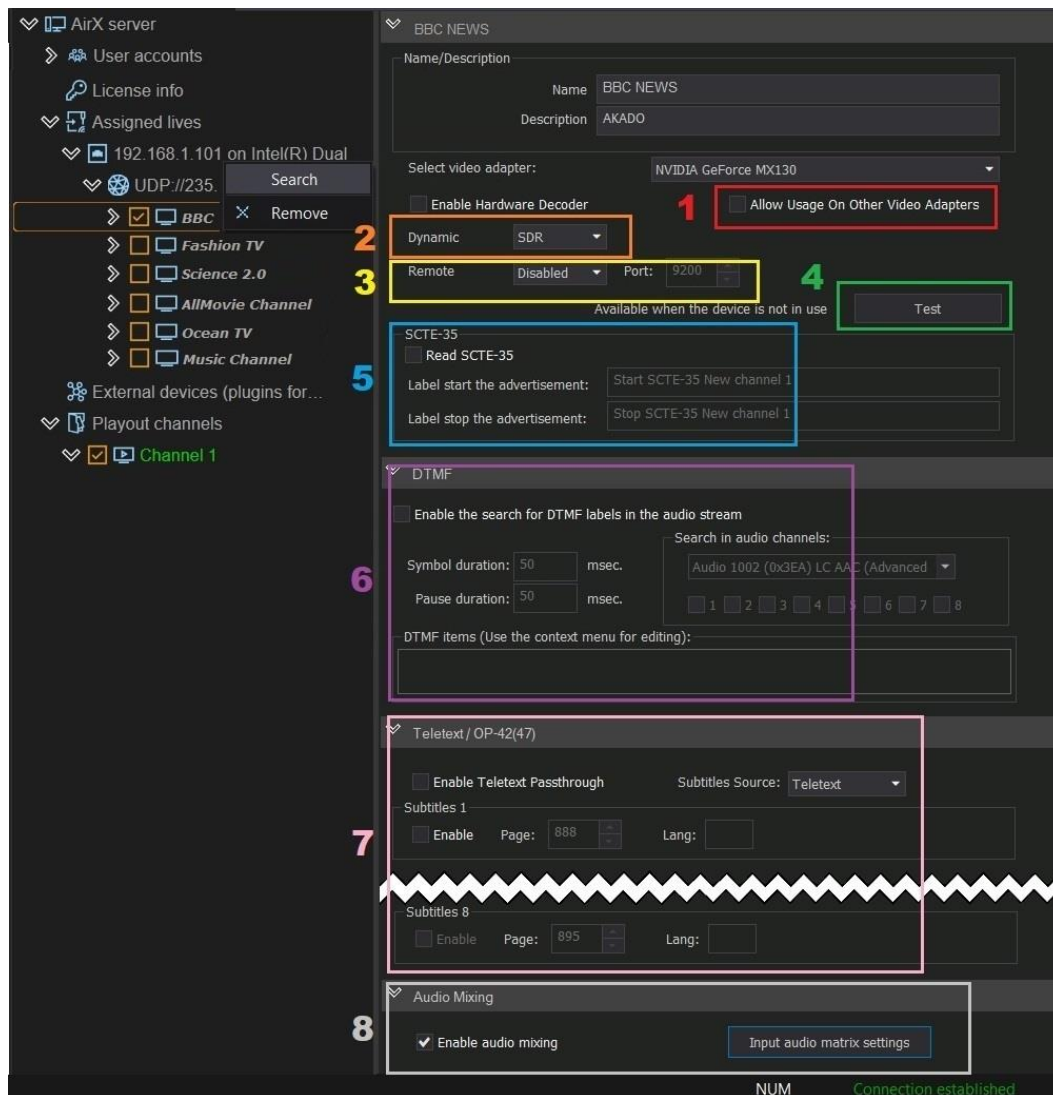 AirX server
User accounts
License info
Assigned lives
192.168.1.101 on Intel(R) Dual
UDP://235.
Search
Remove
BBC
Fashion TV
Science 2.0
AllMovie Channel
Ocean TV
Music Channel
External devices (plugins for...
Playout channels
Channel 1
BBC NEWS
Name/Description
Name BBC NEWS
Description AKADO
Select video adapter: NVIDIA GeForce MX130
Enable Hardware Decoder 1 Allow Usage On Other Video Adapters
2 Dynamic SDR
3 Remote Disabled Port: 9200
4
Available when the device is not in use Test
SCTE-35
Read SCTE-35
5
Label start the advertisement: Start SCTE-35 New channel 1
Label stop the advertisement: Stop SCTE-35 New channel 1
DTMF
Enable the search for DTMF labels in the audio stream
Search in audio channels:
6
Symbol duration: 50 msec. Audio 1002 (0x3EA) LC AAC (Advanced
Pause duration: 50 msec. 1 2 3 4 5 6 7 8
DTMF items (Use the context menu for editing):
Teletext / OP-42(47)
Enable Teletext Passthrough Subtitles Source: Teletext
Subtitles 1
7 Enable Page: 888 Lang:
Subtitles 8
Enable Page: 895 Lang:
Audio Mixing
8 Enable audio mixing Input audio matrix settings
NUM Connection established